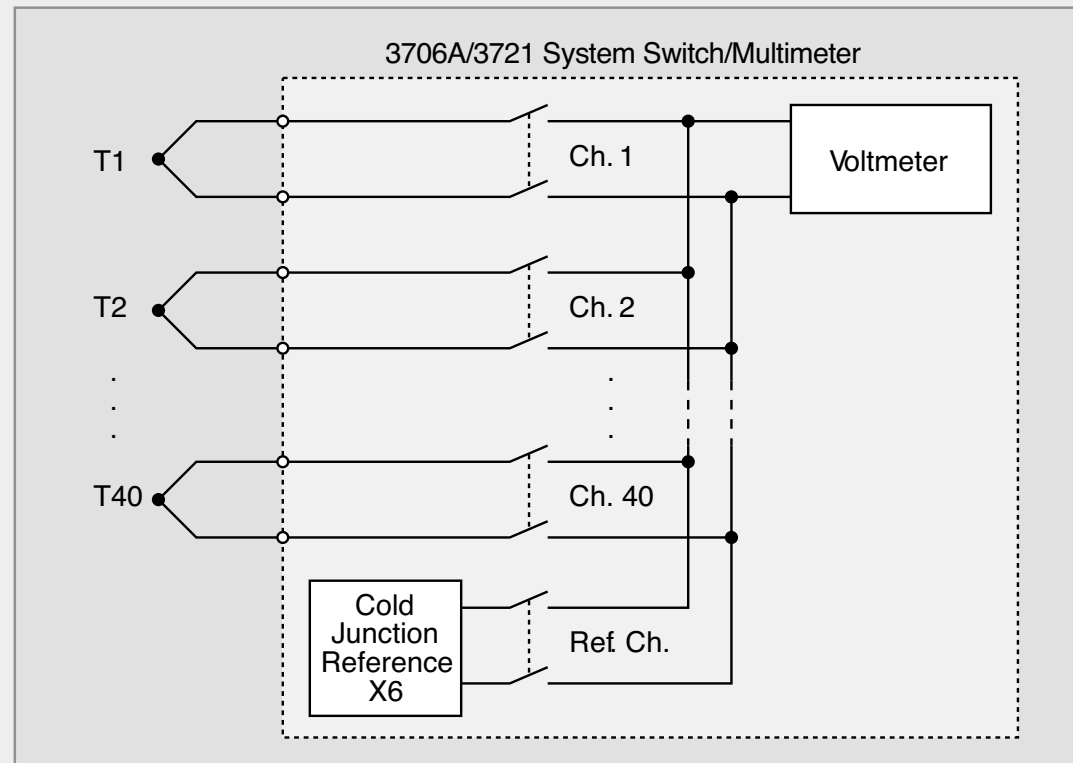 3706A/3721 System Switch/Multimeter
T1
Ch. 1
Voltmeter
T2
Ch. 2
.
.
.
.
.
.
T40
Ch. 40
Cold
Junction
Reference
X6
Ref. Ch.